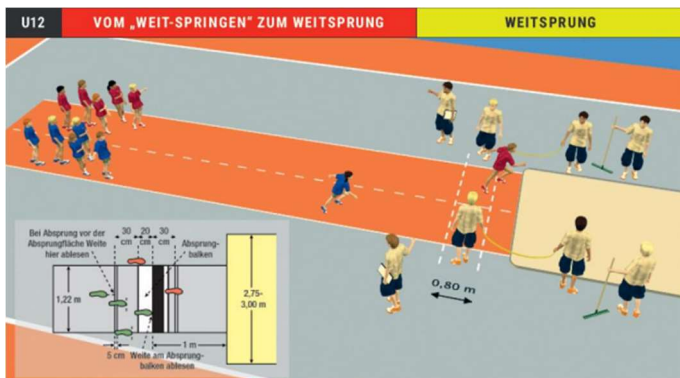 U12
VOM „WEIT-SPRINGEN“ ZUM WEITSPRUNG
WEITSPRUNG
Bei Absprung vor der
Absprungfläche Weite
hier ablesen
30
cm
20
cm
30
cm
Absprung-
balken
1,22 m
2,75-
3,00 m
1 m
5 cm
Weite am Absprung-
balken ablesen
0,80 m